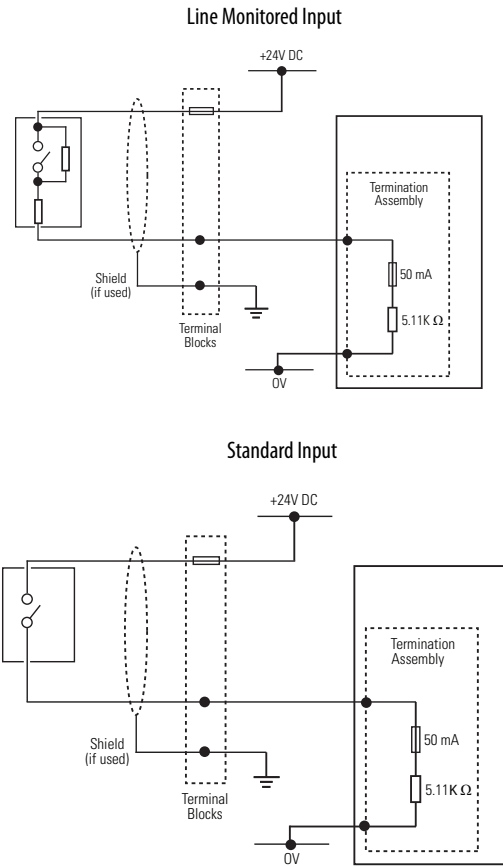 Line Monitored Input
+24V DC
Termination
Assembly
50 mA
5.11K Ω
Shield
(if used)
Terminal
Blocks
0V
Standard Input
+24V DC
Termination
Assembly
50 mA
5.11K Ω
Shield
(if used)
Terminal
Blocks
0V